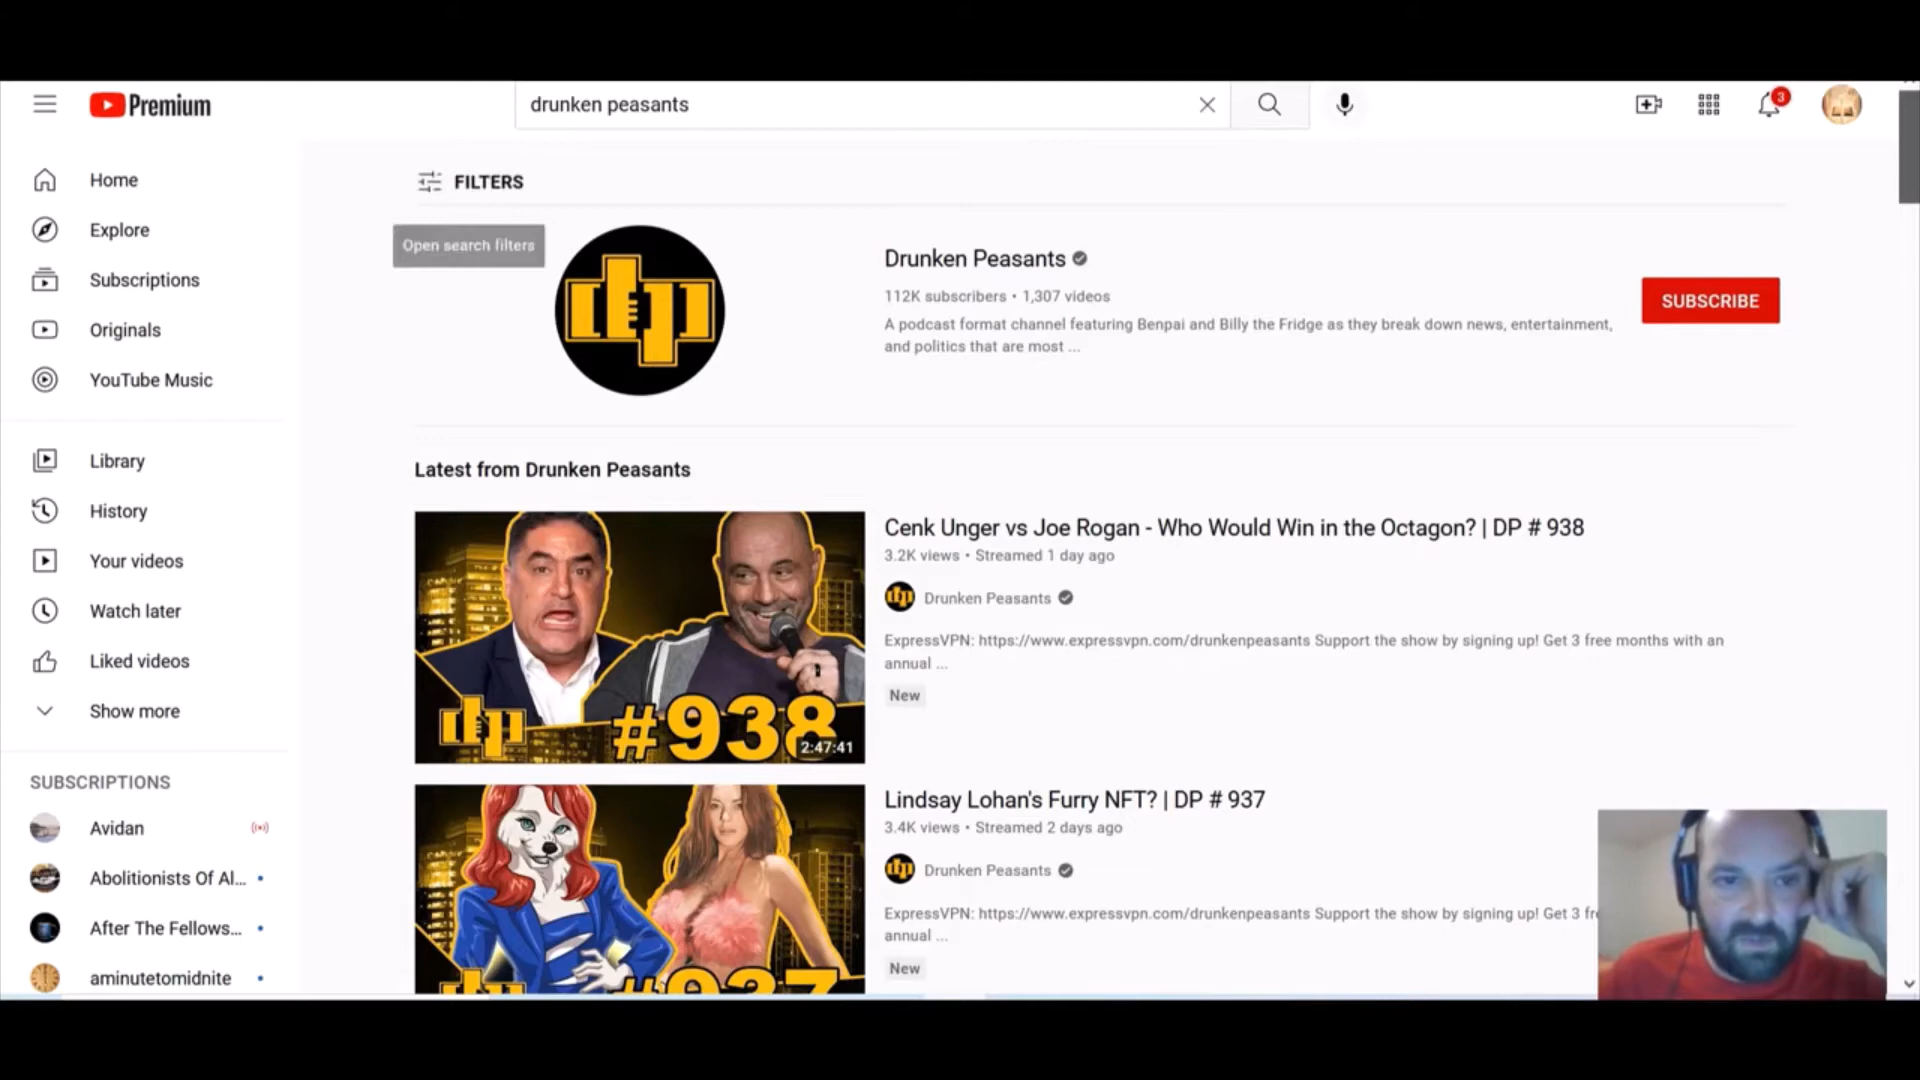 Premium
drunken peasants
3
Home
Explore
Subscriptions
Originals
YouTube Music
Library
History
Your videos
Watch later
Liked videos
Show more
SUBSCRIPTIONS
Avidan
Abolitionists Of Al...
After The Fellows...
aminutetomidnite
FILTERS
Open search filters
dp
Drunken Peasants
112K subscribers • 1,307 videos
A podcast format channel featuring Benpai and Billy the Fridge as they break down news, entertainment,
and politics that are most ...
SUBSCRIBE
Latest from Drunken Peasants
dp
#938
2:47:41
Cenk Unger vs Joe Rogan - Who Would Win in the Octagon? | DP # 938
3.2K views • Streamed 1 day ago
dp
Drunken Peasants
ExpressVPN: https://www.expressvpn.com/drunkenpeasants Support the show by signing up! Get 3 free months with an
annual ...
New
#937
Lindsay Lohan's Furry NFT? | DP # 937
3.4K views • Streamed 2 days ago
dp
Drunken Peasants
ExpressVPN: https://www.expressvpn.com/drunkenpeasants Support the show by signing up! Get 3
annual ...
New